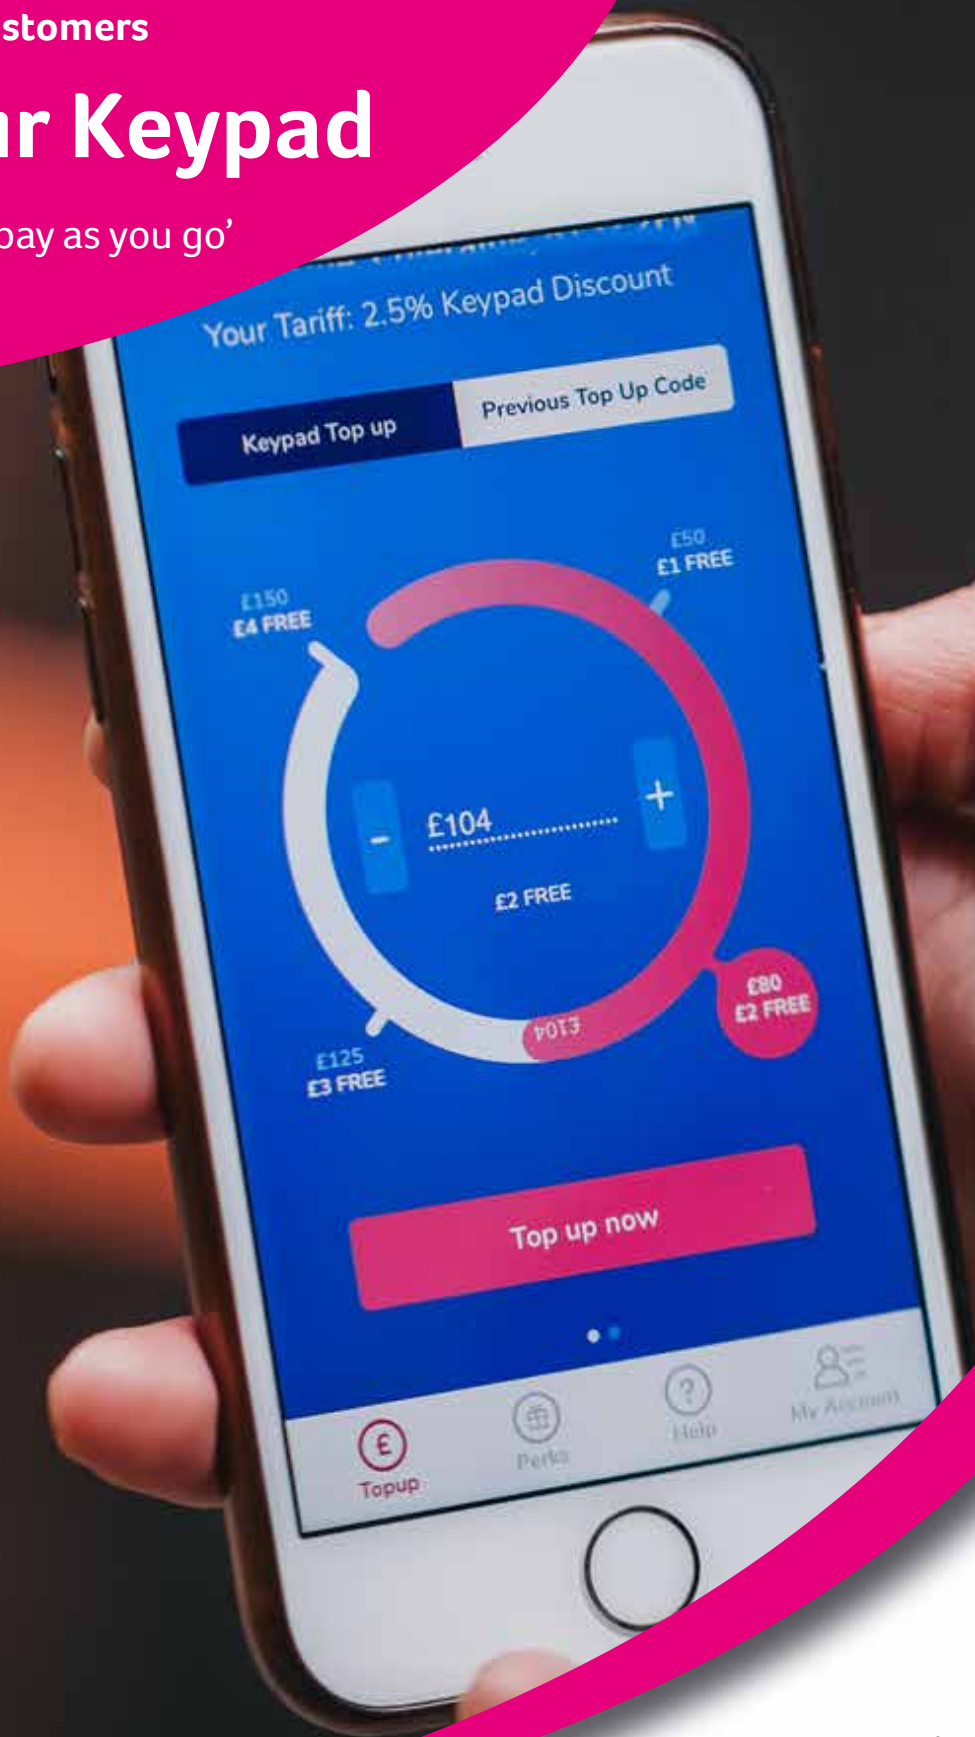 stomers
ur Keypad
pay as you go’
Your Tariff: 2.5% Keypad Discount
Keypad Top up
Previous Top Up Code
£50
£1 FREE
£150
£4 FREE
- £104 +
£2 FREE
£80
£2 FREE
£104
£125
£3 FREE
Top up now
£
?
Topup
Perks
Help
My Account